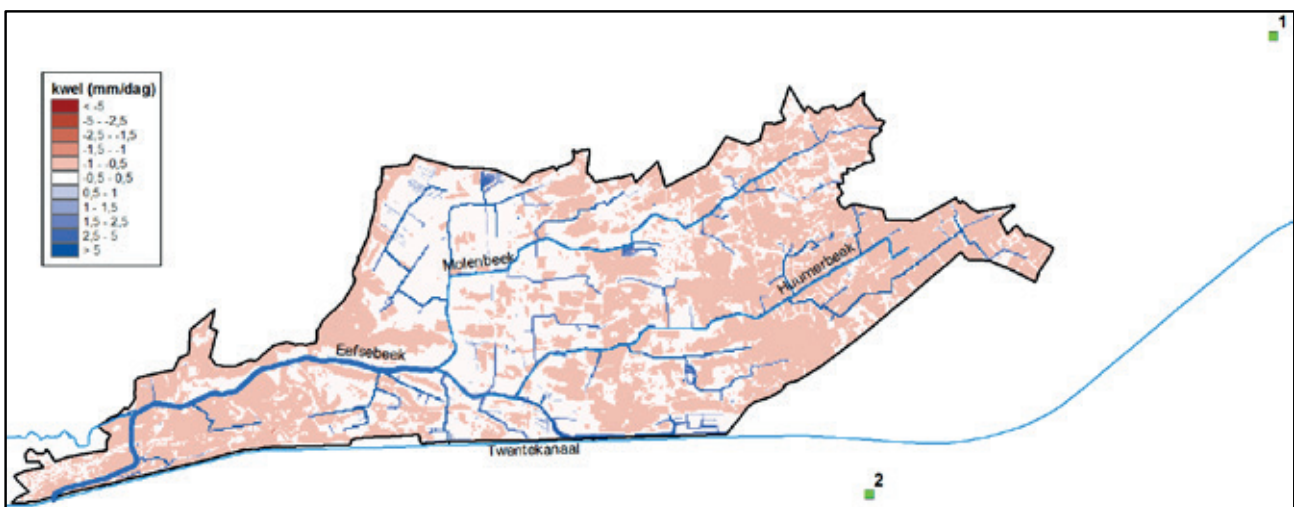 1
kwel (mm/dag)
< -5
-5 - -2,5
-2,5 - -1,5
-1,5 - -1
-1 - -0,5
-0,5 - 0,5
0,5 - 1
1 - 1,5
1,5 - 2,5
2,5 - 5
> 5
Molenbeek
Huurnerbeek
Eefsebeek
Twentekanaal
2